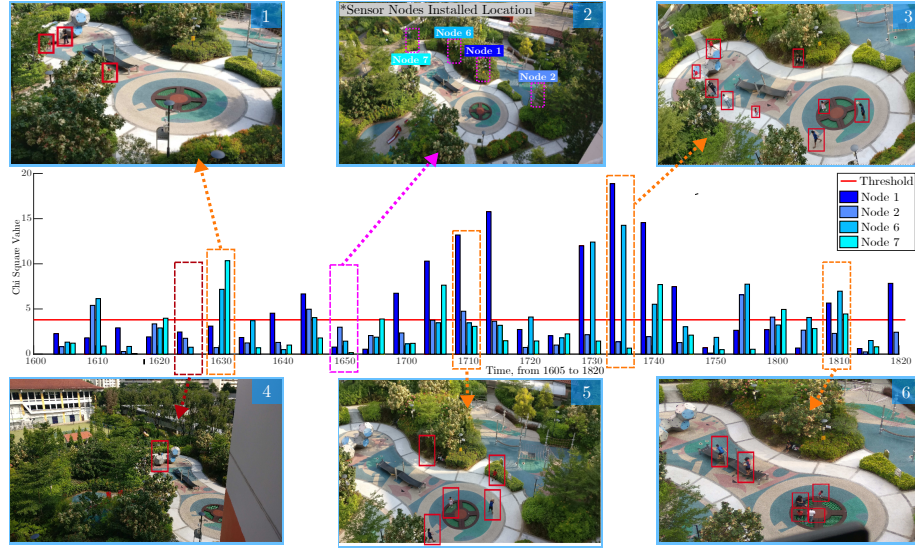 1
*Sensor Nodes Installed Location
2
Node 6
Node 1
Node 7
Node 2
3
Chi Square Value
20
15
10
5
0
Threshold
Node 1
Node 2
Node 6
Node 7
1600 1610 1620 1630 1650 1700 1710 1720 1730 1740 1750 1800 1810 1820
Time, from 1605 to 1820
4
5
6